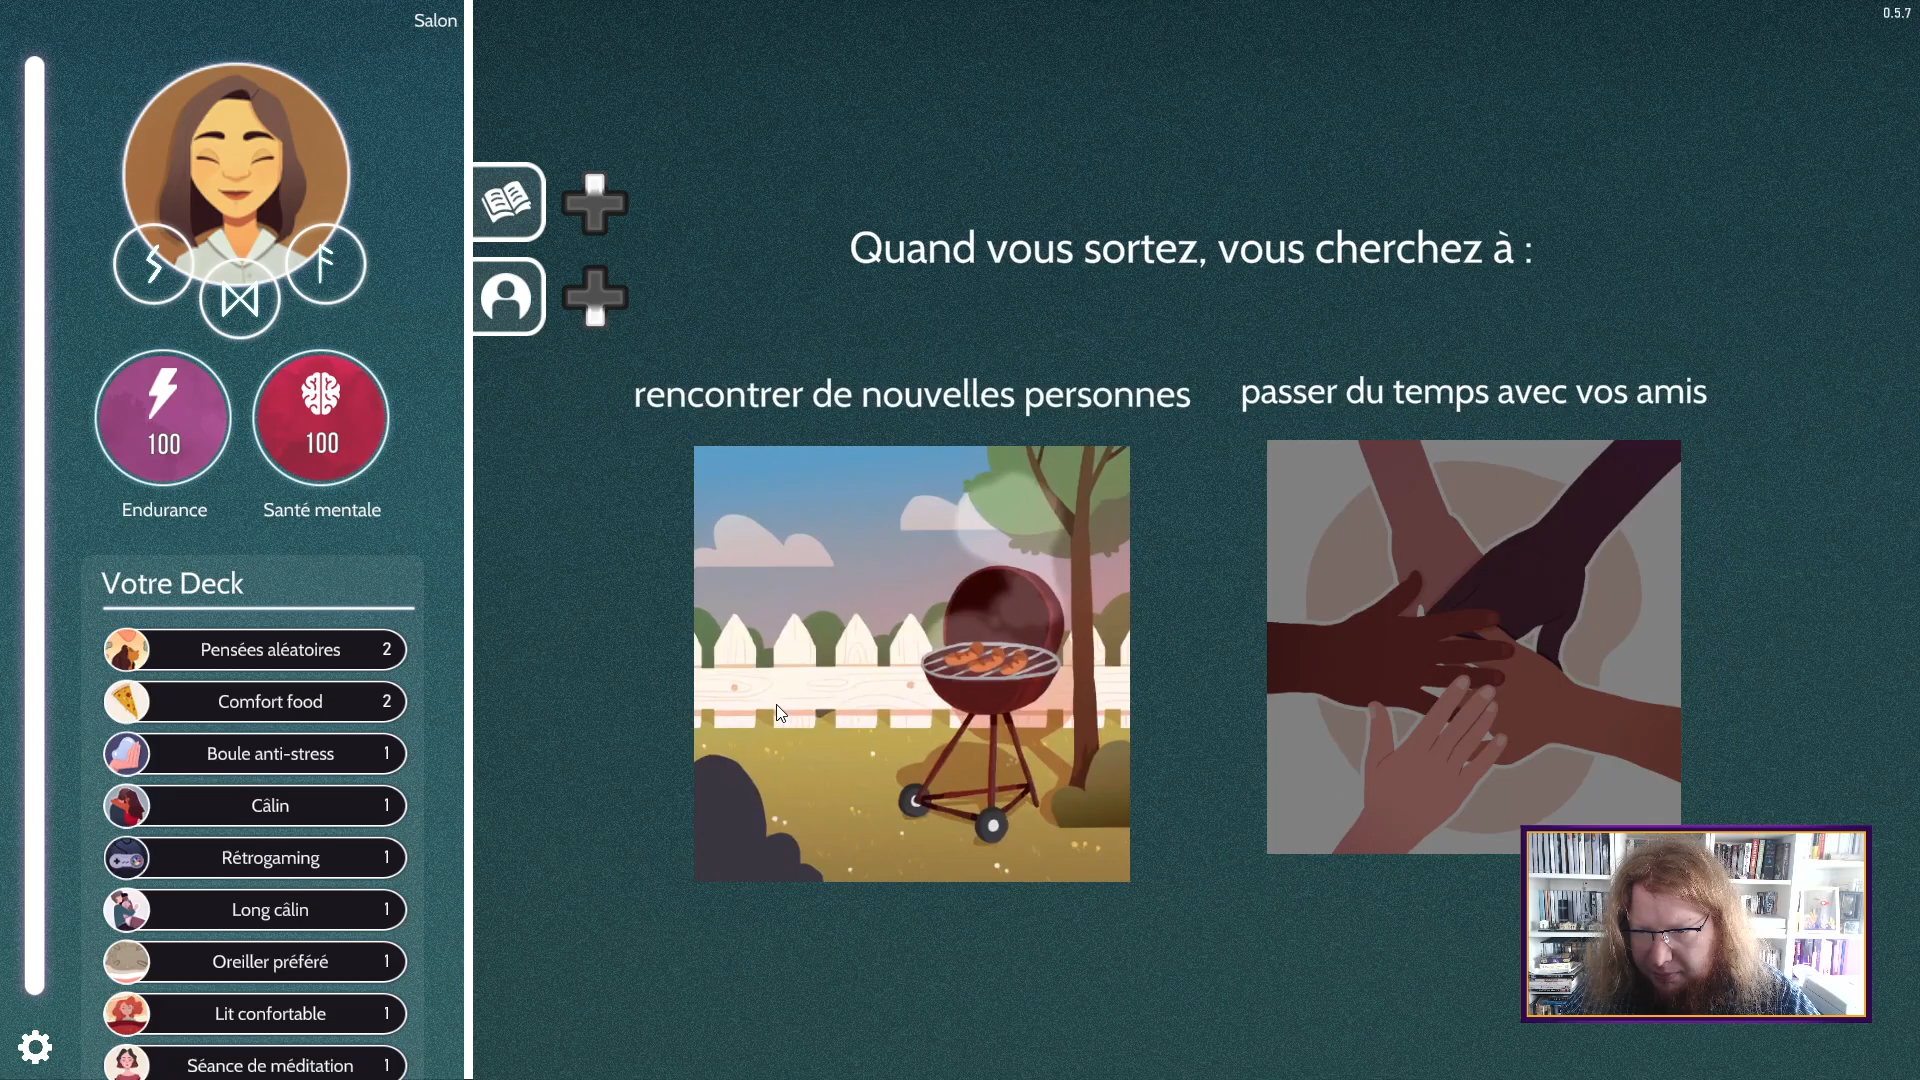 Salon
0.5.7
100
100
Endurance
Santé mentale
Votre Deck
Pensées aléatoires 2
Comfort food 2
Boule anti-stress 1
Câlin 1
Rétrogaming 1
Long câlin 1
Oreiller préféré 1
Lit confortable 1
Séance de méditation 1
Quand vous sortez, vous cherchez à :
rencontrer de nouvelles personnes
passer du temps avec vos amis